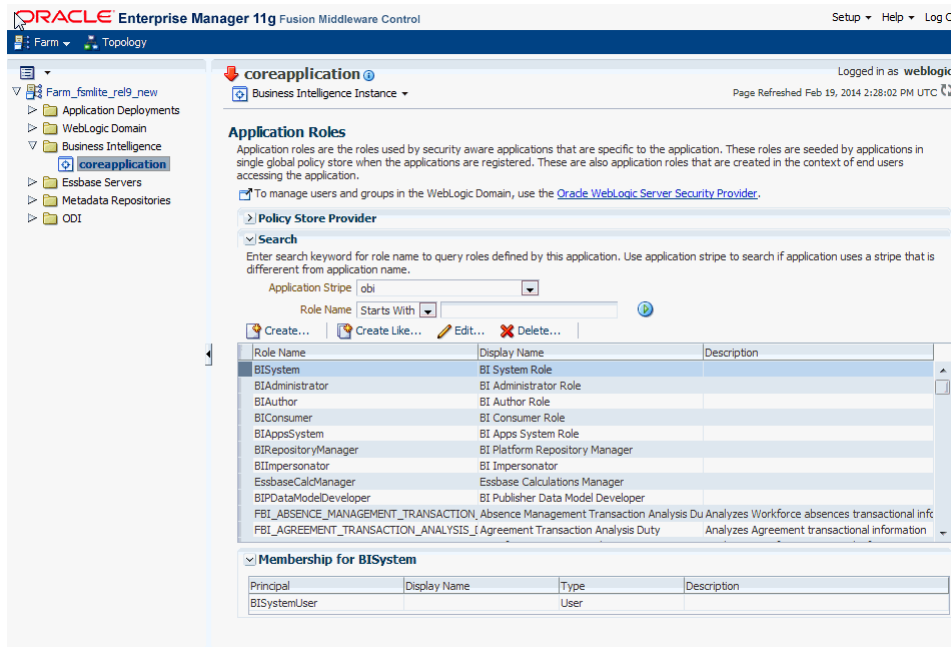 ORACLE Enterprise Manager 11g Fusion Middleware Control
Setup Help Log O
Farm Topology
Farm_fsmlite_rel9_new
Application Deployments
WebLogic Domain
Business Intelligence
coreapplication
Essbase Servers
Metadata Repositories
ODI
coreapplication
Logged in as weblogic
Business Intelligence Instance
Page Refreshed Feb 19, 2014 2:28:02 PM UTC
Application Roles
Application roles are the roles used by security aware applications that are specific to the application. These roles are seeded by applications in
single global policy store when the applications are registered. These are also application roles that are created in the context of end users
accessing the application.
To manage users and groups in the WebLogic Domain, use the Oracle WebLogic Server Security Provider.
Policy Store Provider
Search
Enter search keyword for role name to query roles defined by this application. Use application stripe to search if application uses a stripe that is
differerent from application name.
Application Stripe obi
Role Name Starts With
Create... Create Like... Edit... Delete...
Role Name Display Name Description
BISystem BI System Role
BIAdministrator BI Administrator Role
BIAuthor BI Author Role
BIConsumer BI Consumer Role
BIAppsSystem BI Apps System Role
BIRepositoryManager BI Platform Repository Manager
BIImpersonator BI Impersonator
EssbaseCalcManager Essbase Calculations Manager
BIPDataModelDeveloper BI Publisher Data Model Developer
FBI_ABSENCE_MANAGEMENT_TRANSACTION_ Absence Management Transaction Analysis Du Analyzes Workforce absences transactional info
FBI_AGREEMENT_TRANSACTION_ANALYSIS_D Agreement Transaction Analysis Duty Analyzes Agreement transactional information
Membership for BISystem
Principal Display Name Type Description
BISystemUser User